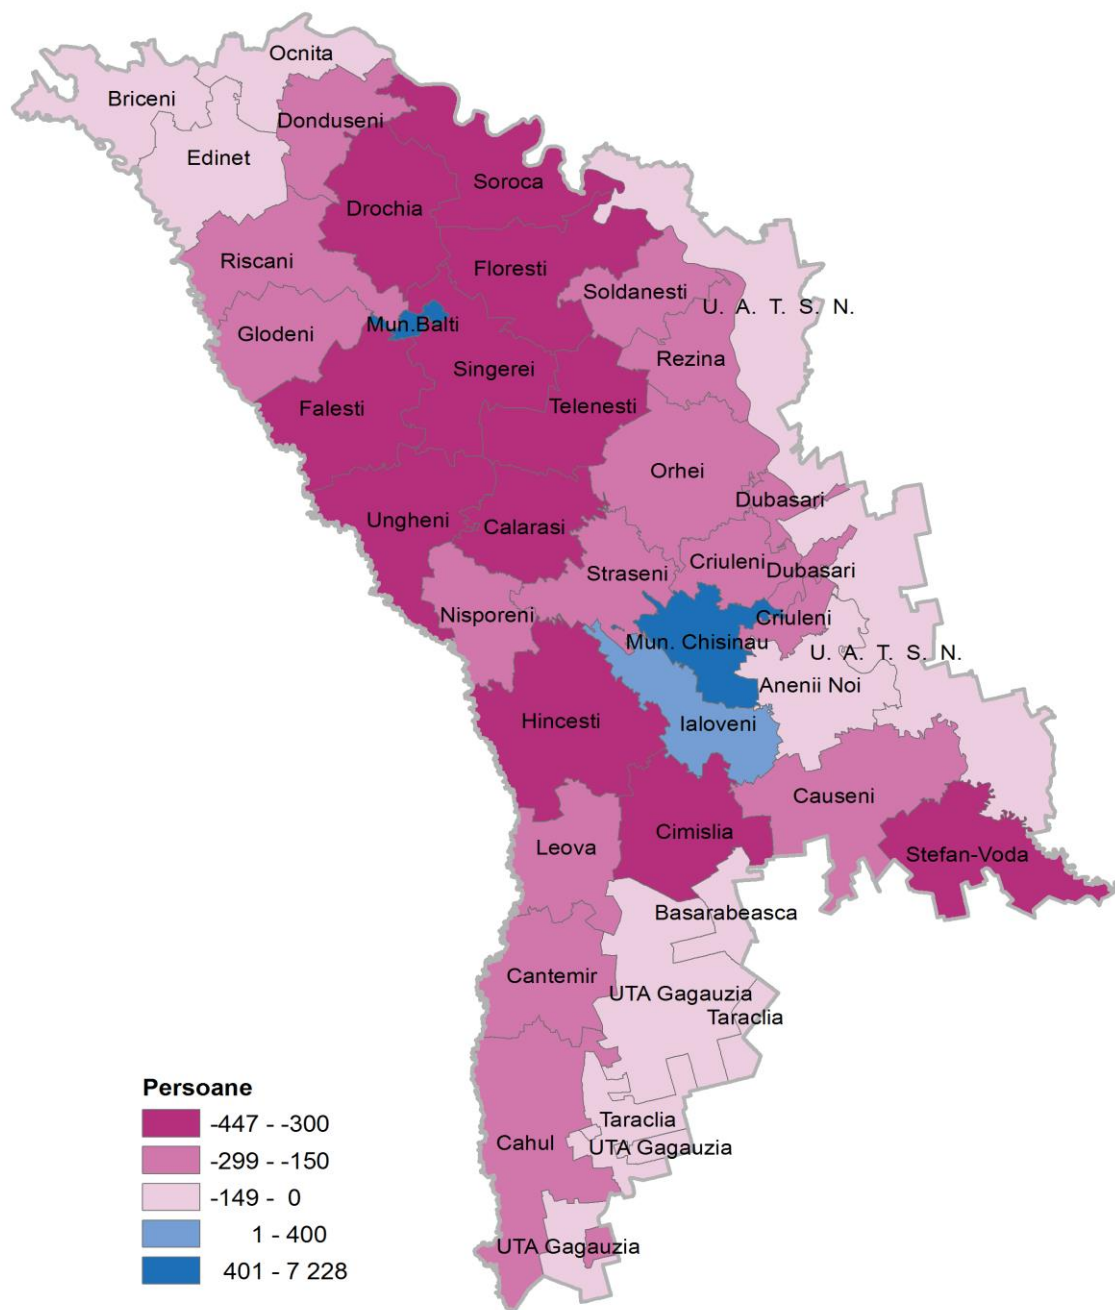 Ocnita
Briceni
Donduseni
Edinet
Soroca
Drochia
Riscani
Floresti
Soldanesti
U. A. T. S. N.
Mun.Balti
Glodeni
Rezina
Singerei
Falesti
Telenesti
Orhei
Dubasari
Ungheni
Calarasi
Criuleni
Straseni
Dubasari
Nisporeni
Criuleni
Mun. Chisinau
U. A. T. S. N.
Anenii Noi
Hincesti
Ialoveni
Causeni
Cimislia
Leova
Stefan-Voda
Basarabeasca
Cantemir
UTA Gagauzia
Taraclia
Persoane
-447 - -300
-299 - -150
-149 - 0
1 - 400
401 - 7 228
Taraclia
Cahul
UTA Gagauzia
UTA Gagauzia